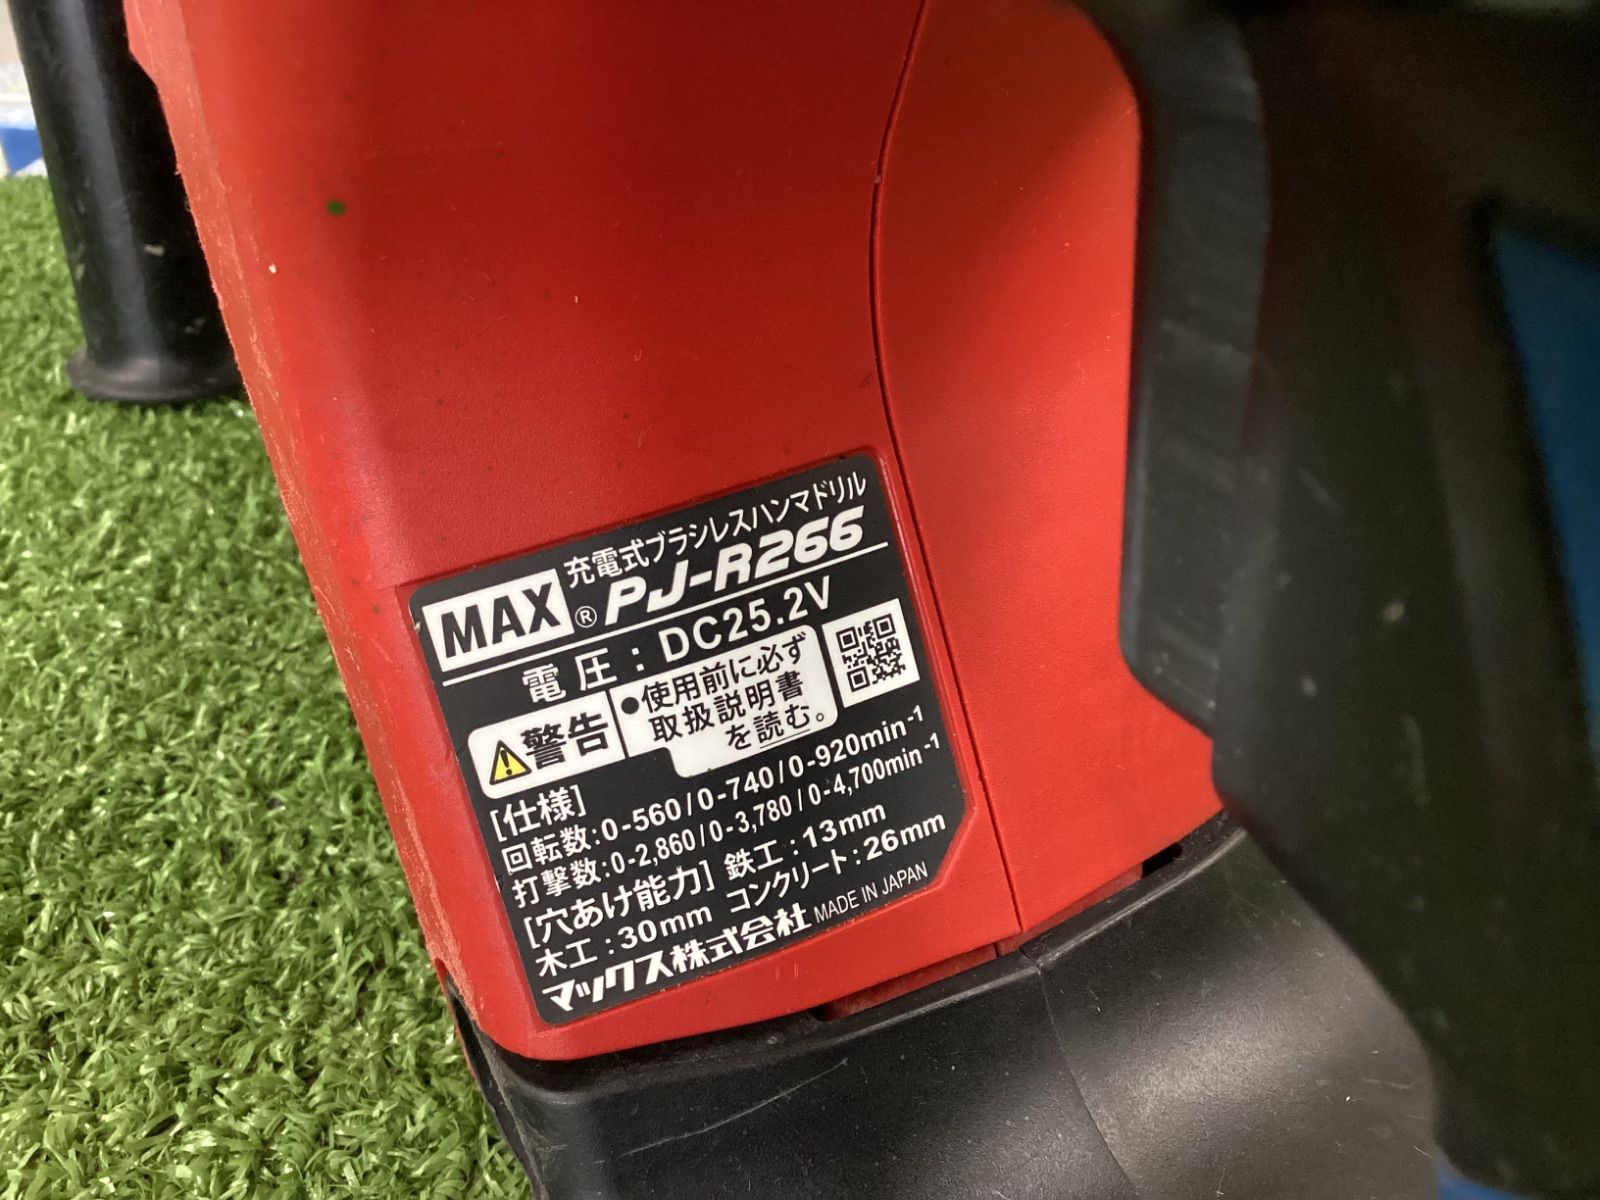 充電式ブラシレスハンマドリル
MAX® PJ-R266
電圧：DC25.2V
警告
●使用前に必ず
取扱説明書
を読む。
[仕様]
回転数:0-560/0-740/0-920min-1
打撃数:0-2,860/0-3,780/0-4,700min-1
[穴あけ能力] 鉄工：13mm
木工：30mm コンクリート：26mm
マックス株式会社 MADE IN JAPAN